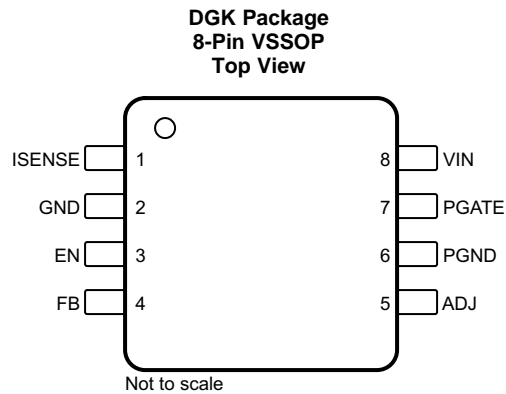 DGK Package
8-Pin VSSOP
Top View
ISENSE 1 8 VIN
GND 2 7 PGATE
EN 3 6 PGND
FB 4 5 ADJ
Not to scale